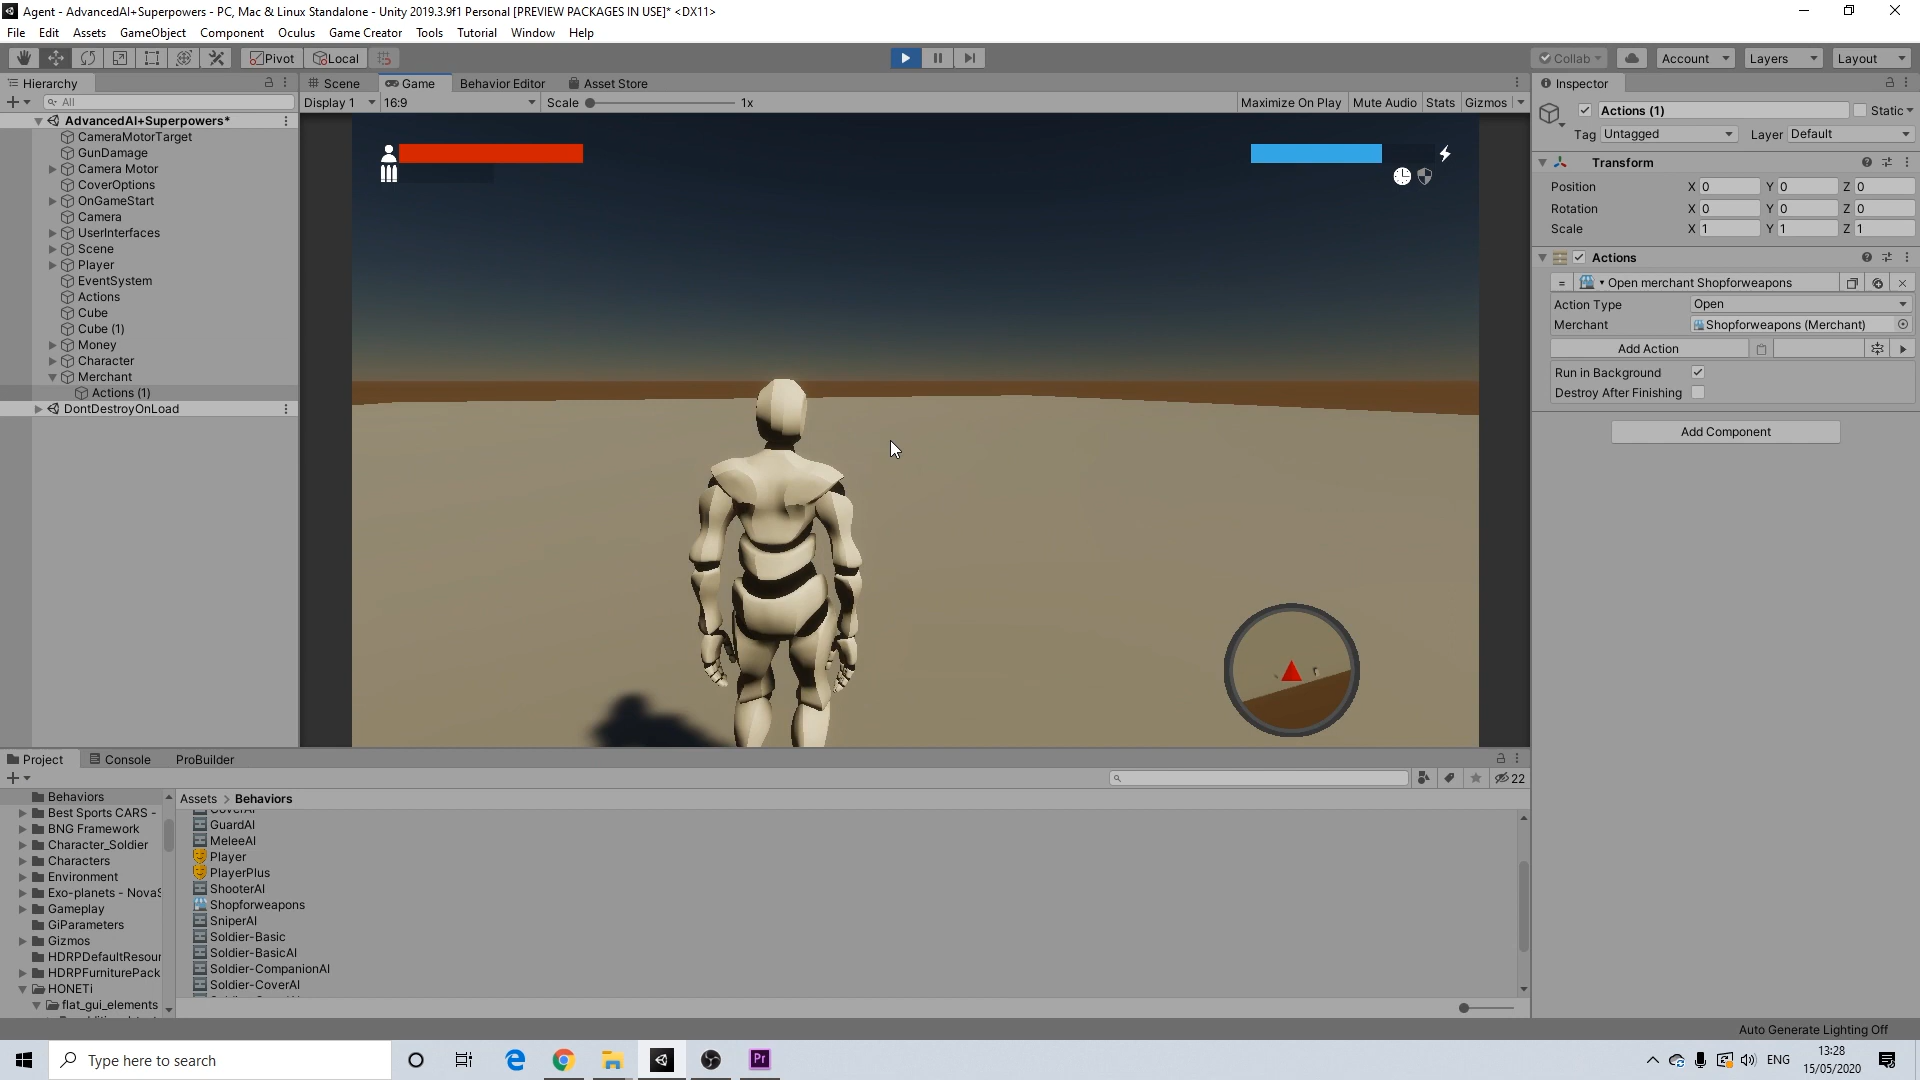 Agent - AdvancedAI+Superpowers - PC, Mac & Linux Standalone - Unity 2019.3.9f1 Personal [PREVIEW PACKAGES IN USE]* <DX11>
File Edit Assets GameObject Component Oculus Game Creator Tools Tutorial Window Help
Pivot Local Collab Account Layers Layout
Hierarchy Scene Game Behavior Editor Asset Store Inspector
All Display 1 16:9 Scale 1x Maximize On Play Mute Audio Stats Gizmos
Actions (1) Static
AdvancedAI+Superpowers*
Tag Untagged Layer Default
CameraMotorTarget
GunDamage
Transform
Camera Motor
CoverOptions
Position X 0 Y 0 Z 0
OnGameStart
Rotation X 0 Y 0 Z 0
Camera
Scale X 1 Y 1 Z 1
UserInterfaces
Scene
Actions
Player
EventSystem
Open merchant Shopforweapons
Actions
Action Type Open
Cube
Merchant Shopforweapons (Merchant)
Cube (1)
Money
Add Action
Character
Run in Background
Merchant
Destroy After Finishing
Actions (1)
DontDestroyOnLoad
Add Component
Project Console ProBuilder
22
Behaviors
Assets > Behaviors
Best Sports CARS -
GuardAI
BNG Framework
MeleeAI
Character_Soldier
Player
Characters
PlayerPlus
Environment
ShooterAI
Exo-planets - NovaS
Shopforweapons
Gameplay
SniperAI
GiParameters
Soldier-Basic
Gizmos
Soldier-BasicAI
HDRPDefaultResour
Soldier-CompanionAI
HDRPFurniturePack
Soldier-CoverAI
HONETi
flat_gui_elements
Auto Generate Lighting Off
Type here to search
Pr
ENG
13:28
15/05/2020